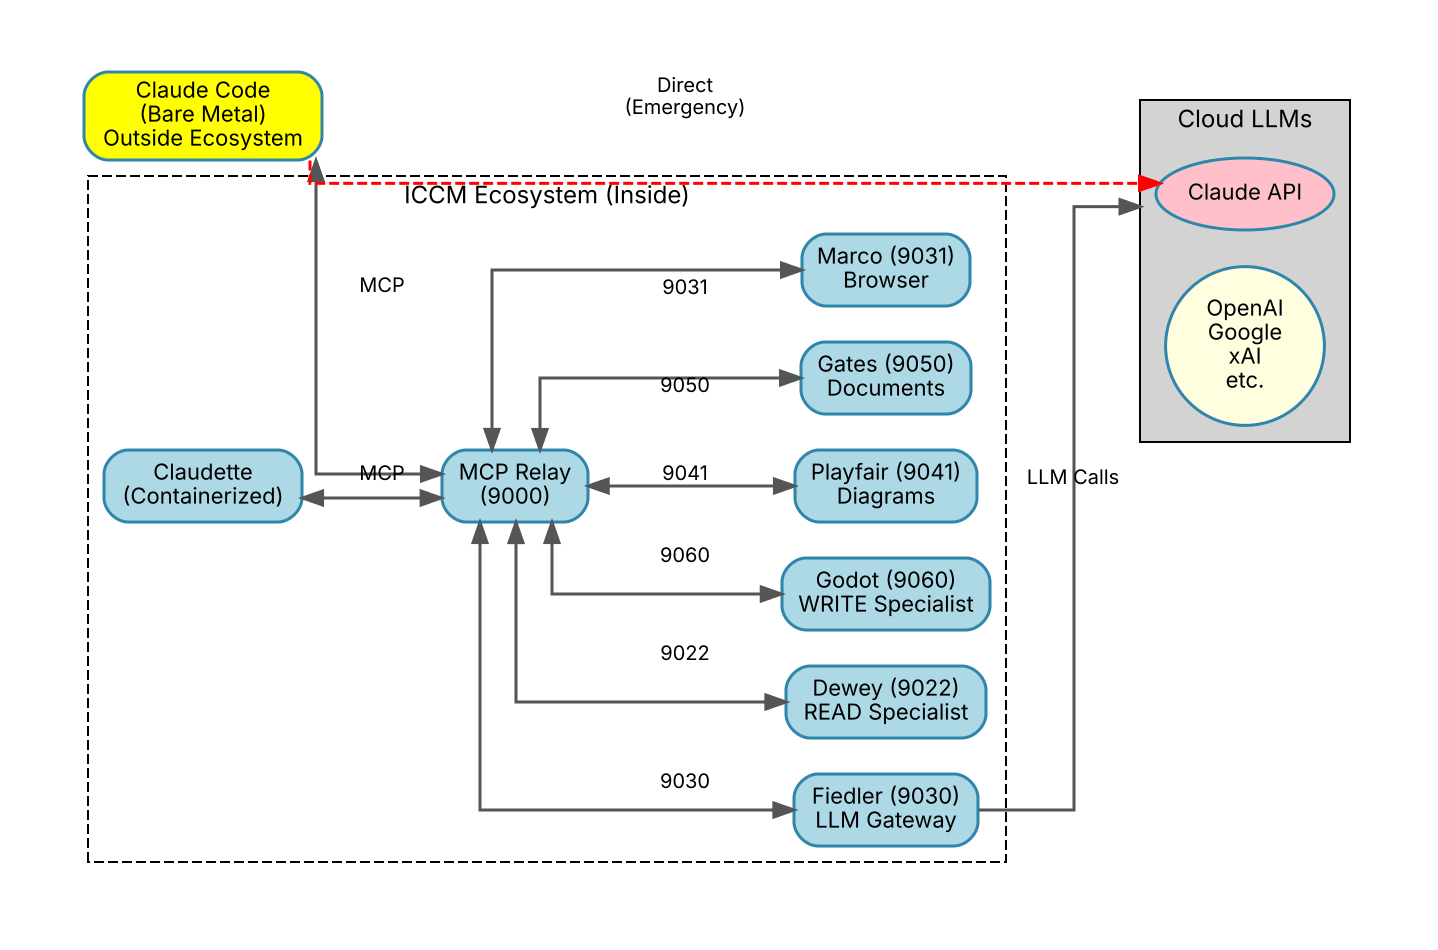 Claude Code
(Bare Metal)
Outside Ecosystem
Direct
(Emergency)
Cloud LLMs
Claude API
OpenAI
Google
xAI
etc.
ICCM Ecosystem (Inside)
MCP
9031
Marco (9031)
Browser
9050
Gates (9050)
Documents
Claudette
(Containerized)
MCP
MCP Relay
(9000)
9041
Playfair (9041)
Diagrams
LLM Calls
9060
Godot (9060)
WRITE Specialist
9022
Dewey (9022)
READ Specialist
9030
Fiedler (9030)
LLM Gateway